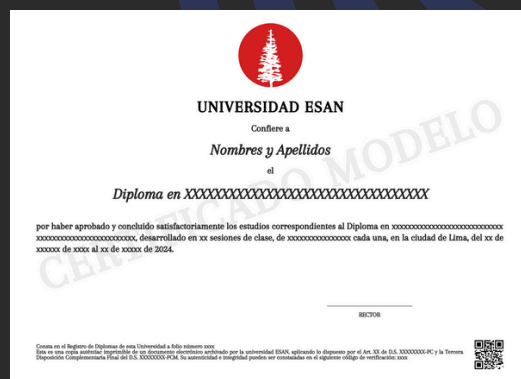 UNIVERSIDAD ESAN
Confiere a
Nombres y Apellidos
el
Diploma en XXXXXXXXXXXXXXXXXXXXXXXXXXXXXXXXX
por haber aprobado y concluido satisfactoriamente los estudios correspondientes al Diploma en xxxxxxxxxxxxxxxxxxxxxxxxxxx
xxxxxxxxxxxxxxxxxxxxxxxx, desarrollado en xx sesiones de clase, de xxxxxxxxxxxxxxx cada una, en la ciudad de Lima, del xx de
xxxxxx de xxxx al xx de xxxxx de 2024.
CERTIFICADO MODELO
RECTOR
Consta en el Registro de Diplomas de esta Universidad a folio número xxxx
Esta es una copia auténtica imprimible de un documento electrónico archivado por la universidad ESAN, aplicando lo dispuesto por el Art. XX de D.S. XXXXXXXX-PC y la Tercera
Disposición Complementaria Final del D.S. XXXXXXXX-PCM. Su autenticidad e integridad pueden ser constatadas en el siguiente código de verificación: xxxx